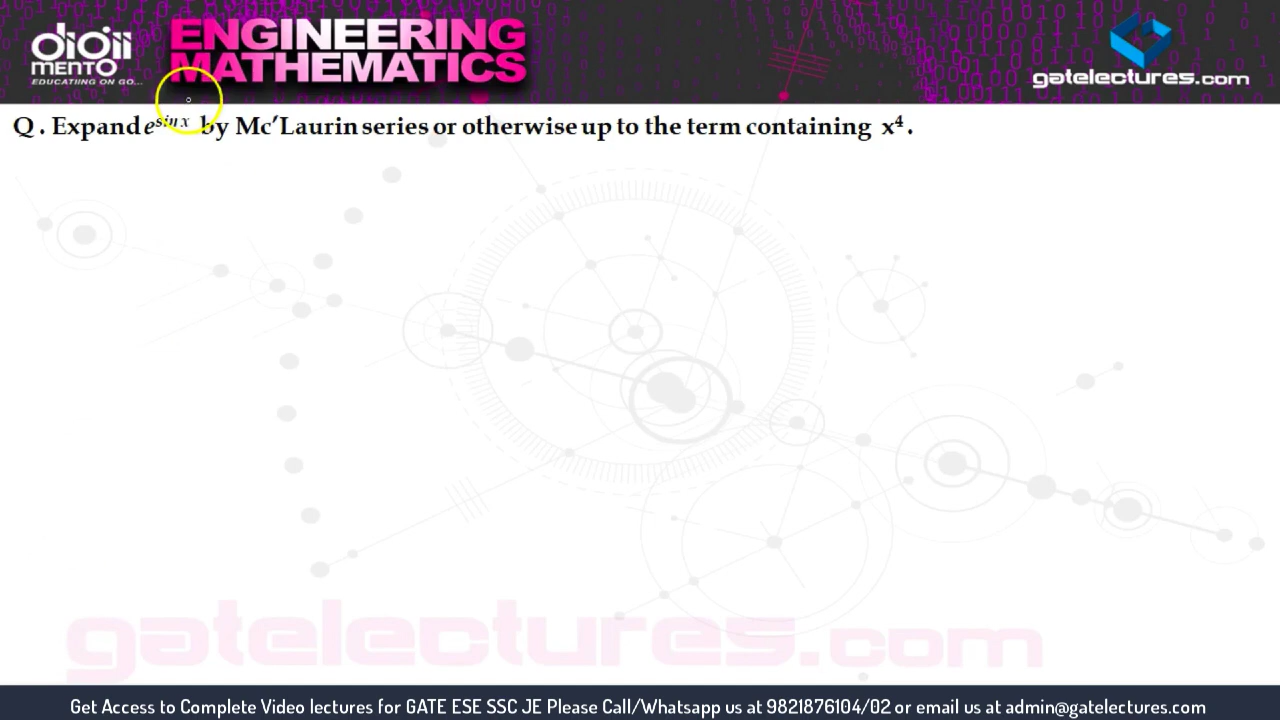 digii
MENTO
EDUCATIION ON GO...
ENGINEERING
MATHEMATICS
gatelectures.com
Q . Expand e^sin x by Mc’Laurin series or otherwise up to the term containing x⁴ .
gatelectures.com
Get Access to Complete Video lectures for GATE ESE SSC JE Please Call/Whatsapp us at 9821876104/02 or email us at admin@gatelectures.com